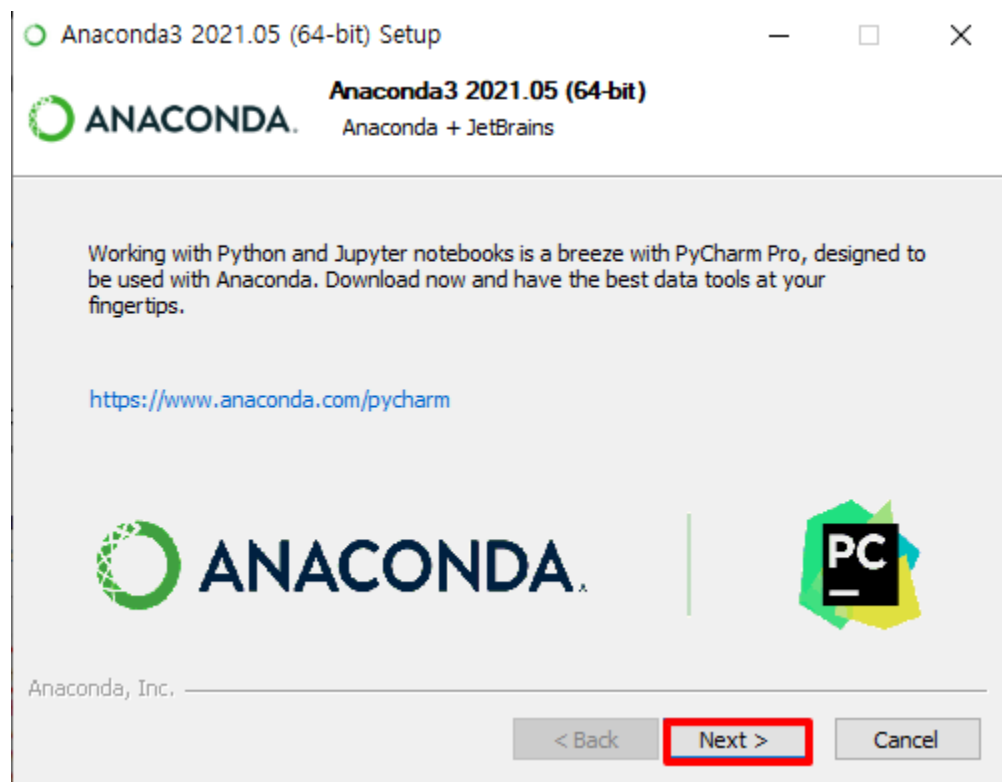 Anaconda3 2021.05 (64-bit) Setup
Anaconda3 2021.05 (64-bit)
ANACONDA.
Anaconda + JetBrains
Working with Python and Jupyter notebooks is a breeze with PyCharm Pro, designed to
be used with Anaconda. Download now and have the best data tools at your
fingertips.
https://www.anaconda.com/pycharm
ANACONDA.
PC
Anaconda, Inc.
< Back Next > Cancel